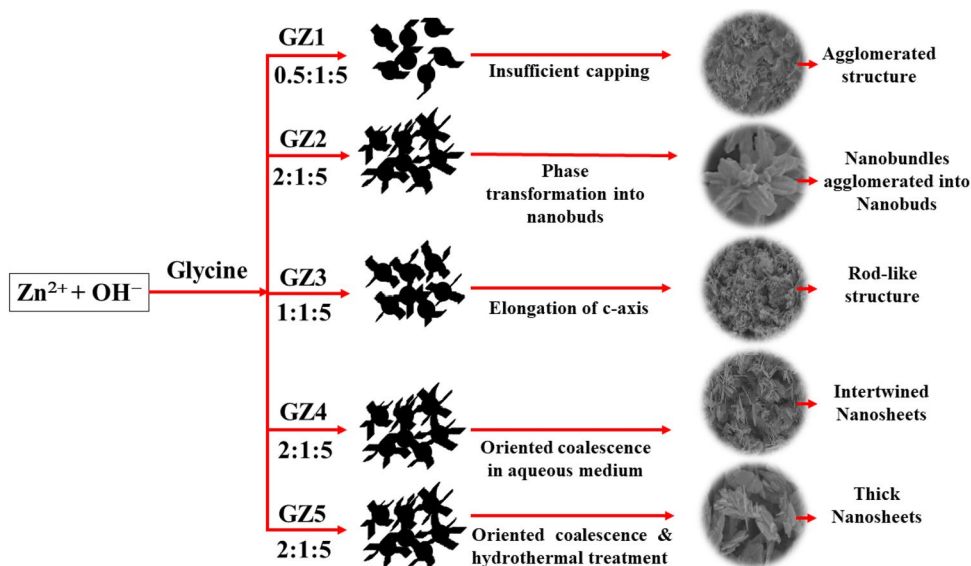 Zn²⁺ + OH⁻
Glycine
GZ1
0.5:1:5
Insufficient capping
Agglomerated
structure
GZ2
2:1:5
Phase
transformation into
nanobuds
Nanobundles
agglomerated into
Nanobuds
GZ3
1:1:5
Elongation of c-axis
Rod-like
structure
GZ4
2:1:5
Oriented coalescence
in aqueous medium
Intertwined
Nanosheets
GZ5
2:1:5
Oriented coalescence &
hydrothermal treatment
Thick
Nanosheets